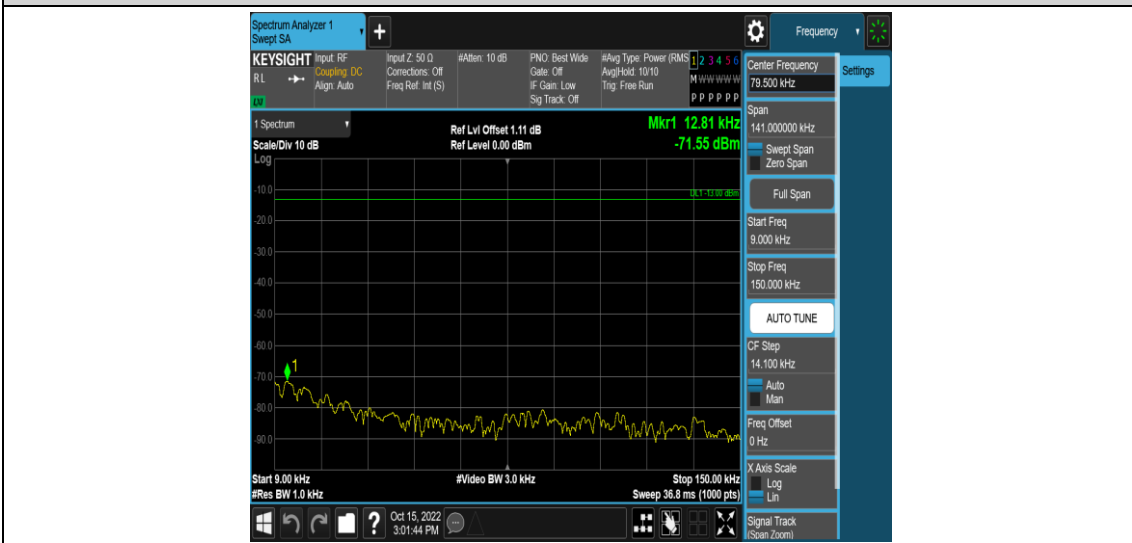 Spectrum Analyzer 1
Swept SA
+
Frequency
KEYSIGHT
RL
LV
Input: RF
Coupling: DC
Align: Auto
Input Z: 50 Ω
Corrections: Off
Freq Ref: Int (S)
#Atten: 10 dB
PNO: Best Wide
Gate: Off
IF Gain: Low
Sig Track: Off
#Avg Type: Power (RMS
Avg|Hold: 10/10
Trig: Free Run
1 2 3 4 5 6
M W W W W W
P P P P P P
1 Spectrum
Scale/Div 10 dB
Log
Ref Lvl Offset 1.11 dB
Ref Level 0.00 dBm
Mkr1 12.81 kHz
-71.55 dBm
DL1 -13.00 dBm
-10.0
-20.0
-30.0
-40.0
-50.0
-60.0
-70.0
-80.0
-90.0
1
Start 9.00 kHz
#Res BW 1.0 kHz
#Video BW 3.0 kHz
Stop 150.00 kHz
Sweep 36.8 ms (1000 pts)
Center Frequency
79.500 kHz
Settings
Span
141.000000 kHz
Swept Span
Zero Span
Full Span
Start Freq
9.000 kHz
Stop Freq
150.000 kHz
AUTO TUNE
CF Step
14.100 kHz
Auto
Man
Freq Offset
0 Hz
X Axis Scale
Log
Lin
Signal Track
(Span Zoom)
?
Oct 15, 2022
3:01:44 PM